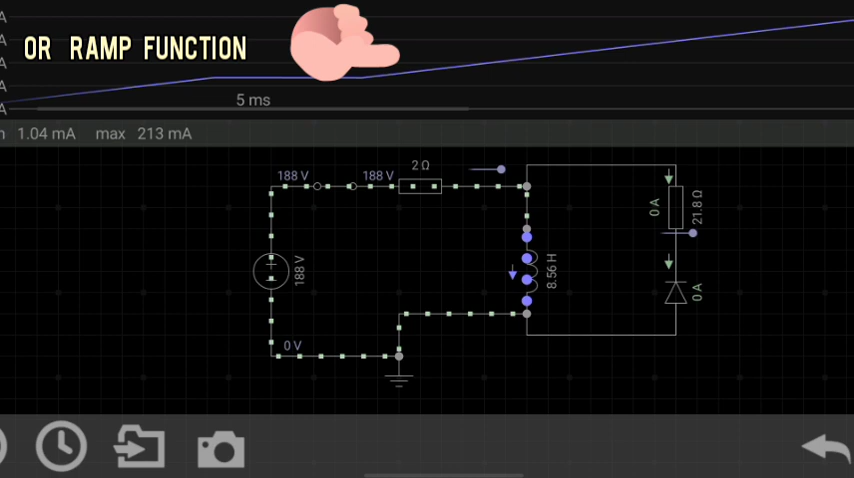 A
A
A
A
A
OR RAMP FUNCTION
5 ms
n 1.04 mA max 213 mA
188 V
188 V
2 Ω
188 V
8.56 H
0 A
21.8 Ω
0 A
0 V